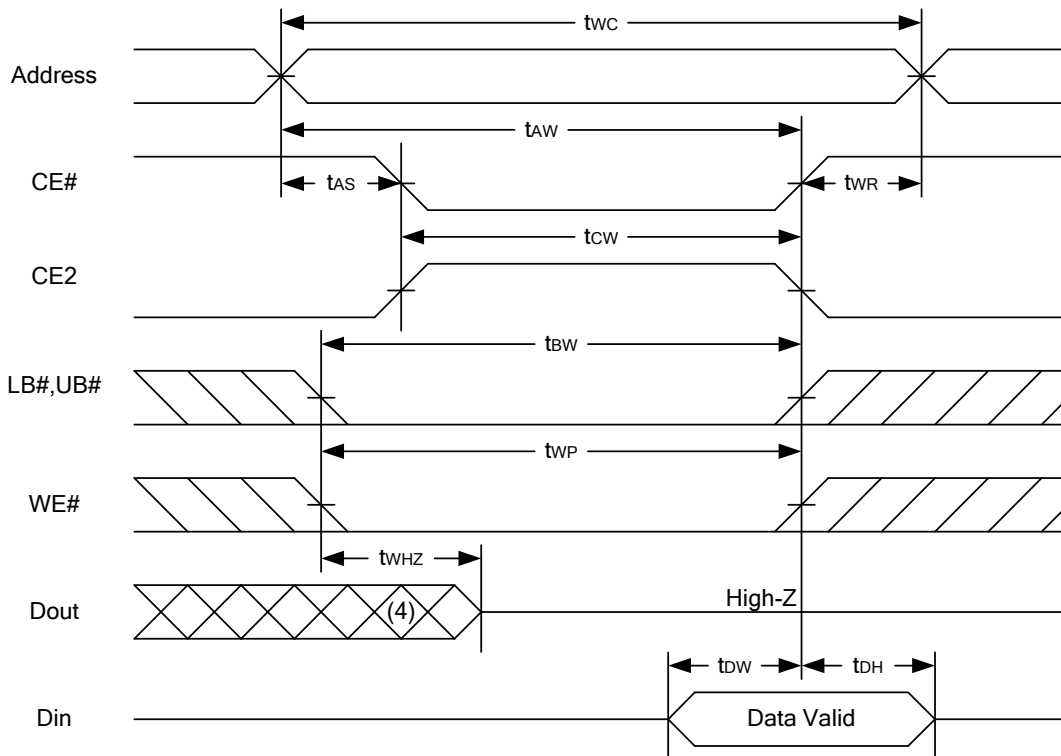 tWC
Address
tAW
CE#
tAS
tWR
tCW
CE2
tBW
LB#,UB#
tWP
WE#
tWHZ
Dout
(4)
High-Z
tDW
tDH
Din
Data Valid